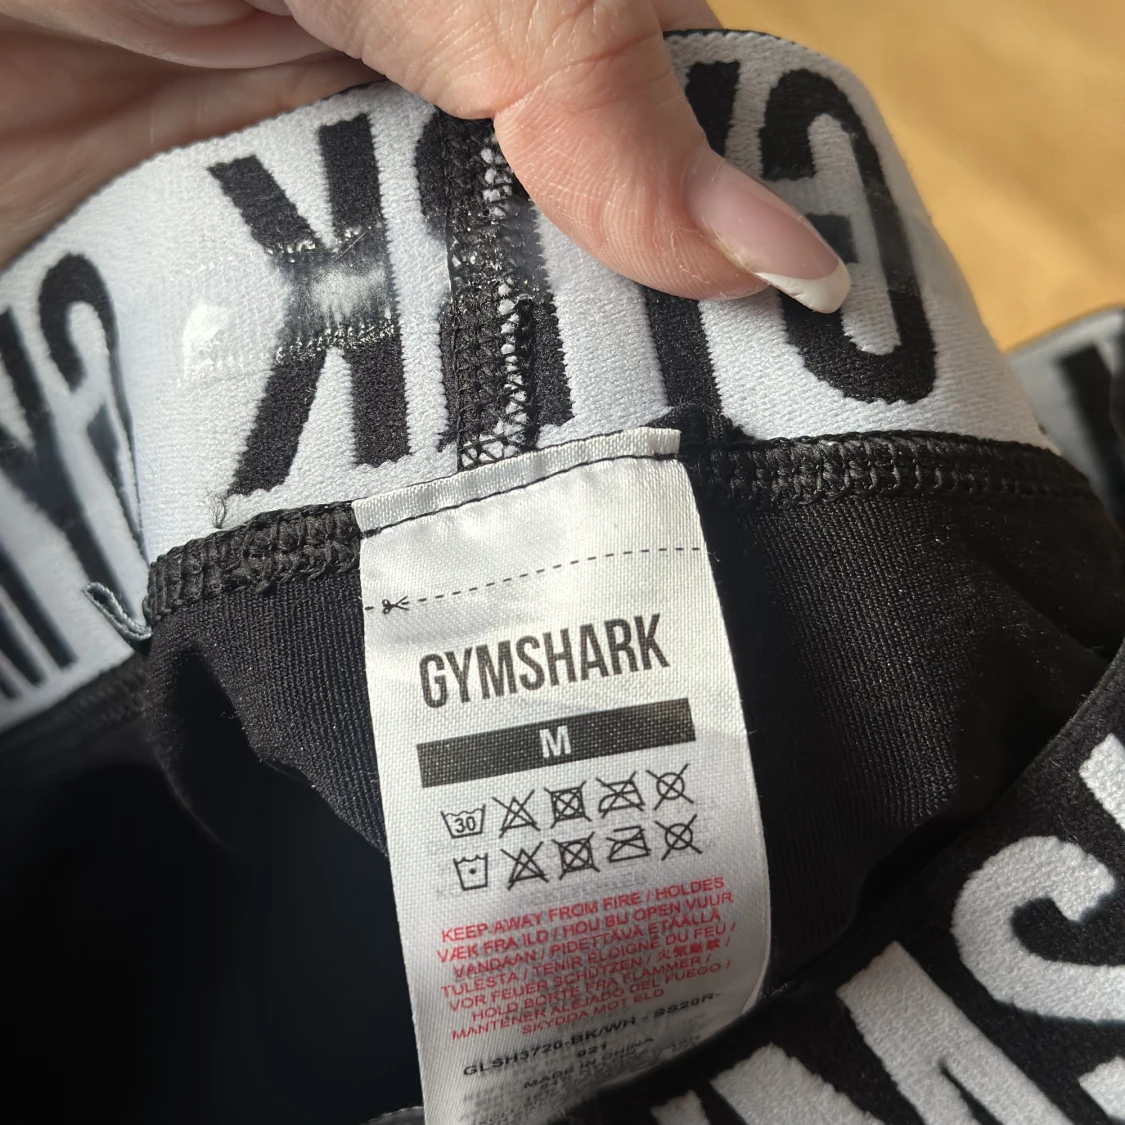 GYMSHARK
M
30
KEEP AWAY FROM FIRE / HOLDES
VÆK FRA ILD / HOU BIJ OPEN VUUR
VANDAAN / PIDETTÄVÄ ETÄÄLLÄ
TULESTA / TENIR ÉLOIGNÉ DU FEU /
VOR FEUER SCHÜTZEN / 火気厳禁 /
HOLD BORTE FRA FLAMMER /
MANTENER ALEJADO DEL FUEGO /
SKYDDA MOT ELD
GLSH3720-BK/WH - SS20R-
921
MADE IN CHINA